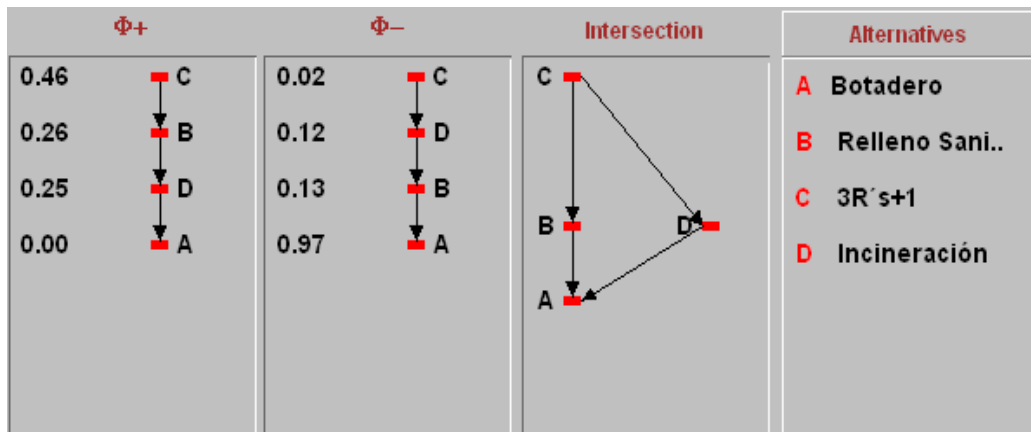 Φ+
0.46 C
0.26 B
0.25 D
0.00 A
Φ−
0.02 C
0.12 D
0.13 B
0.97 A
Intersection
C
B D
A
Alternatives
A Botadero
B Relleno Sani..
C 3R´s+1
D Incineración